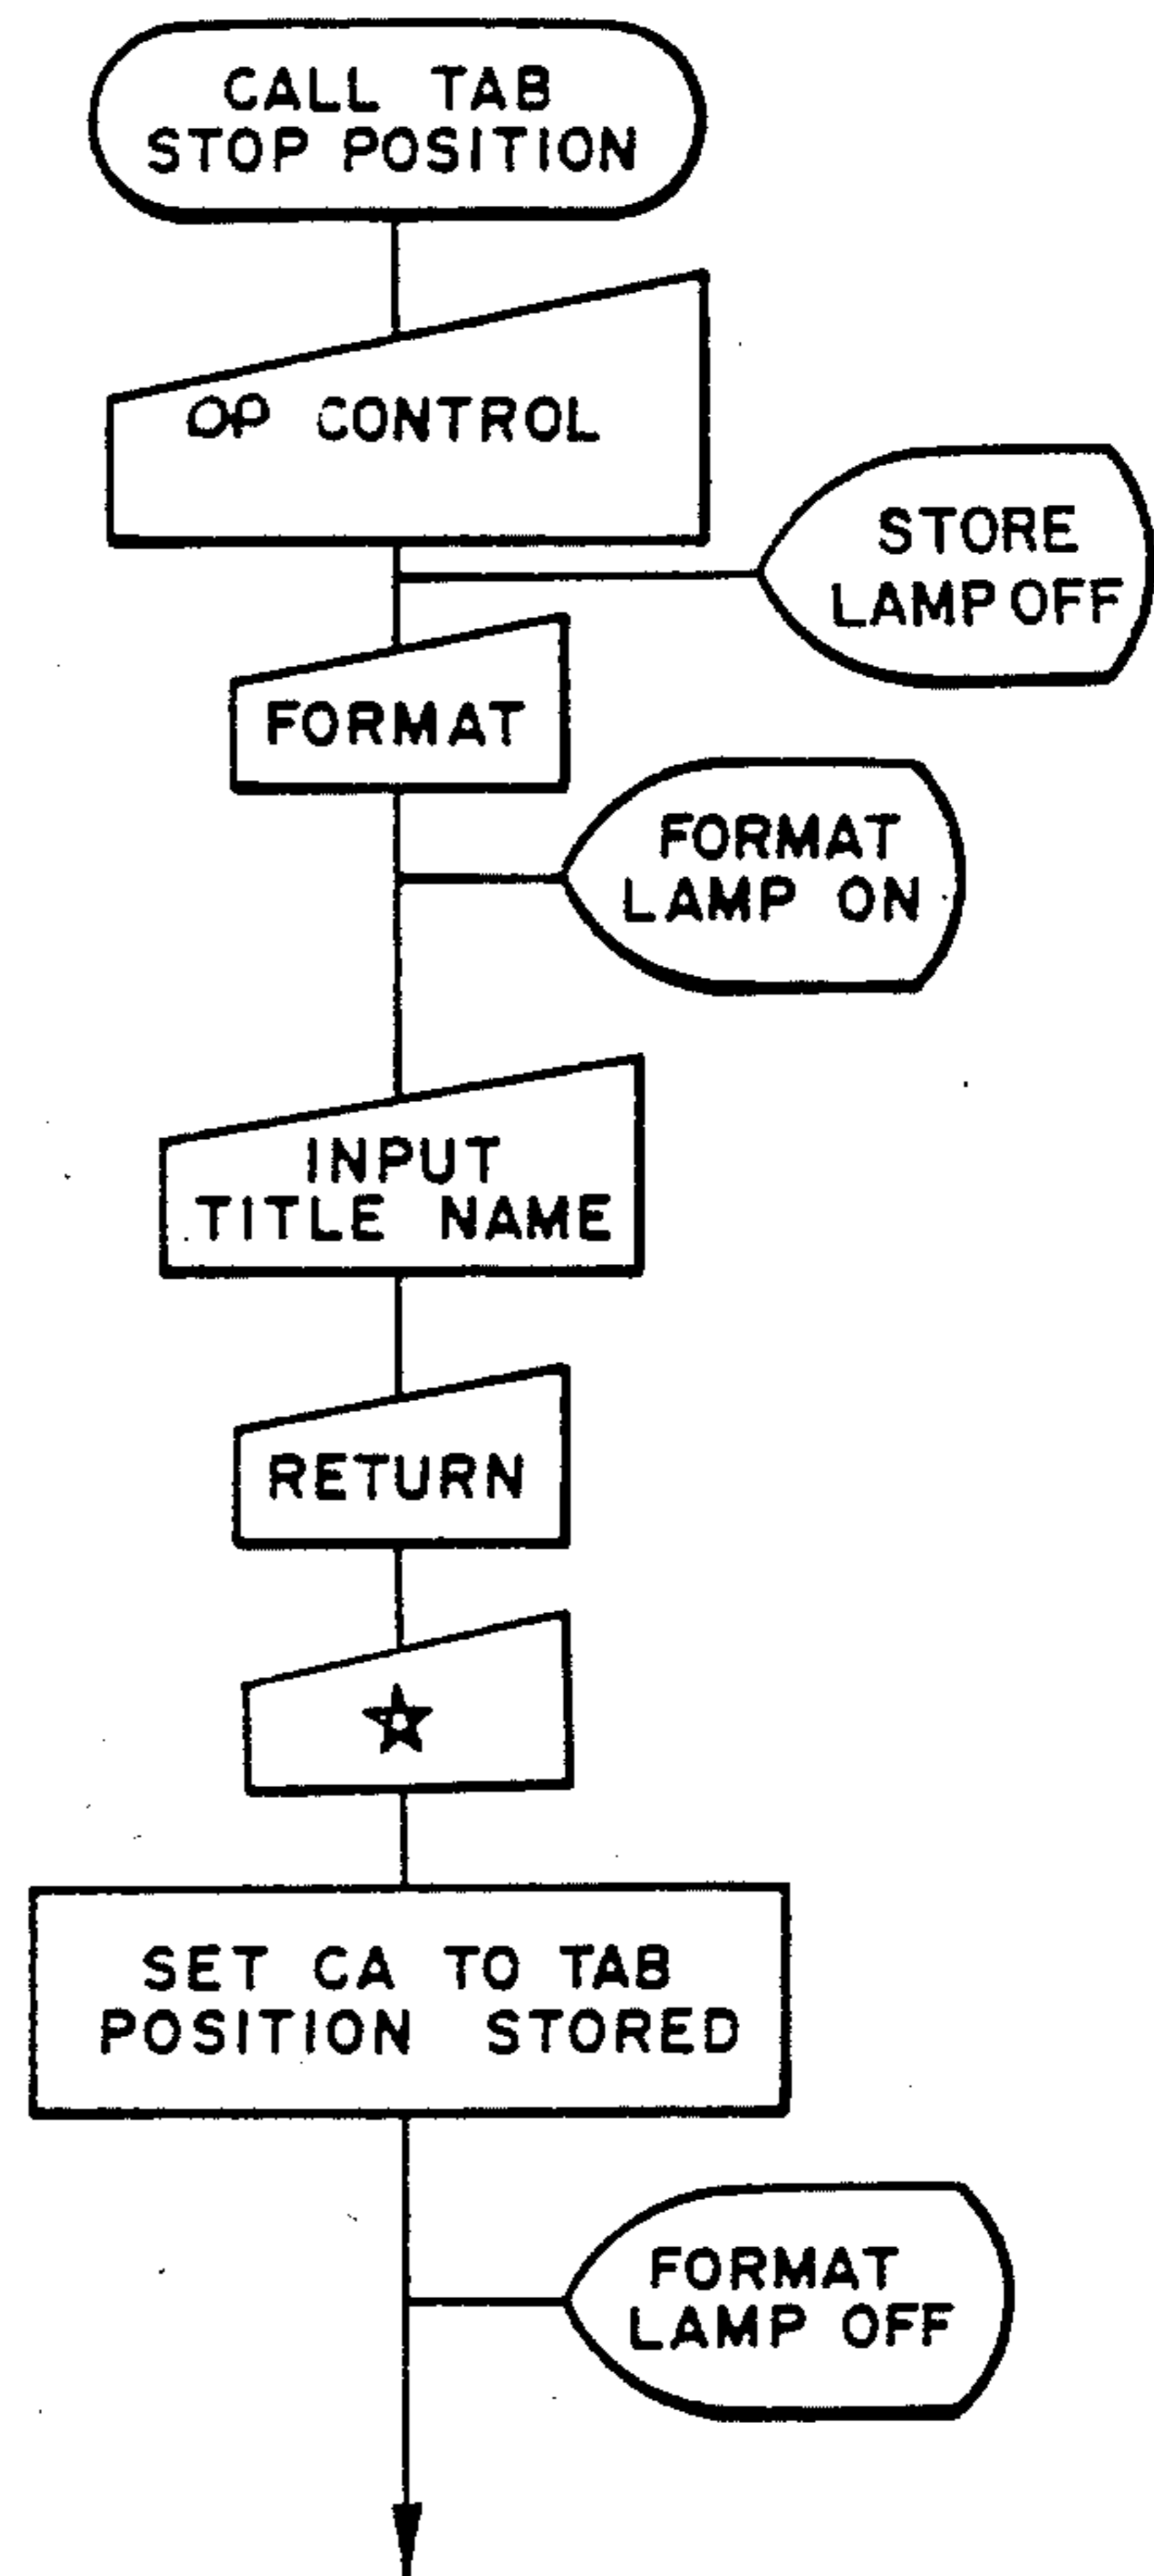 CALL TAB
STOP POSITION
OP CONTROL
STORE
LAMP OFF
FORMAT
FORMAT
LAMP ON
INPUT
TITLE NAME
RETURN
☆
SET CA TO TAB
POSITION STORED
FORMAT
LAMP OFF